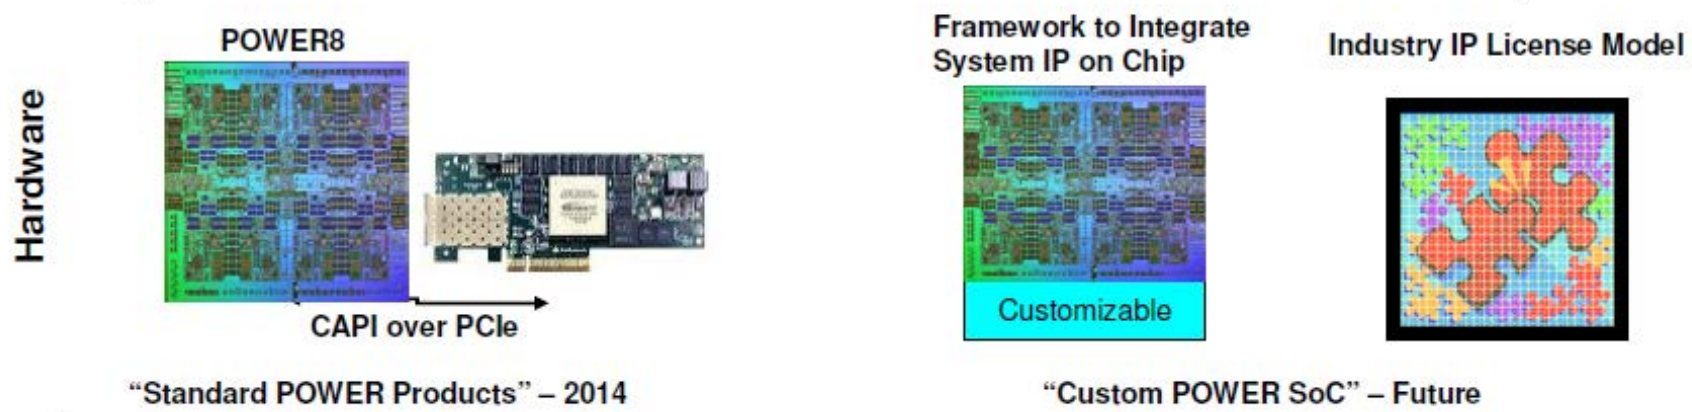 Hardware
POWER8
CAPI over PCIe
“Standard POWER Products” – 2014
Framework to Integrate
System IP on Chip
Customizable
Industry IP License Model
“Custom POWER SoC” – Future